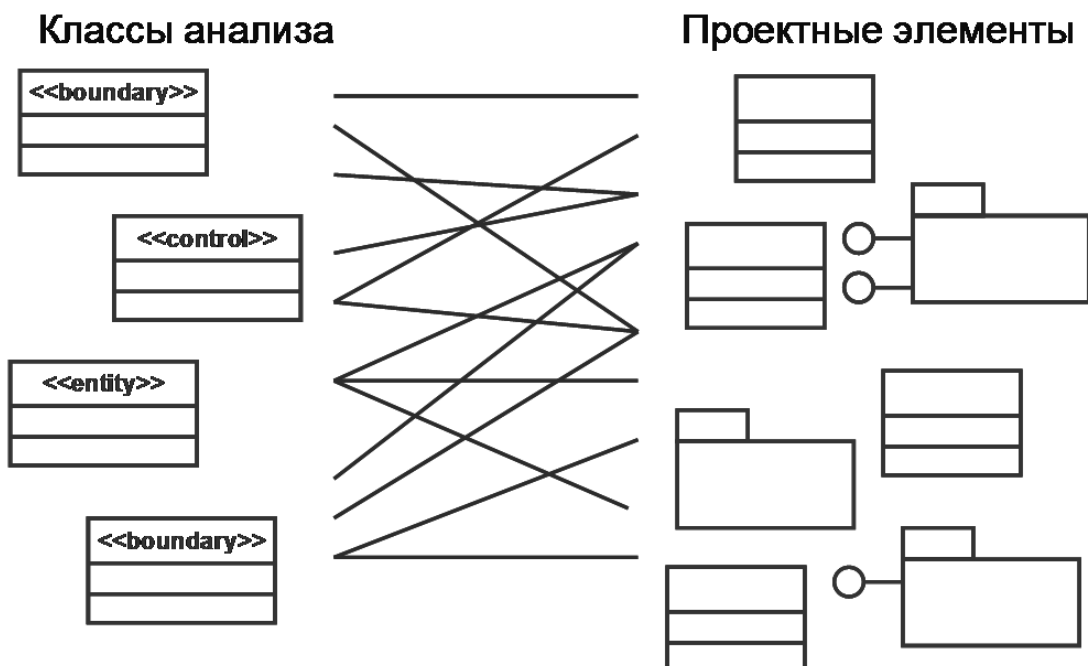 Классы анализа
Проектные элементы
<<boundary>>
<<control>>
<<entity>>
<<boundary>>